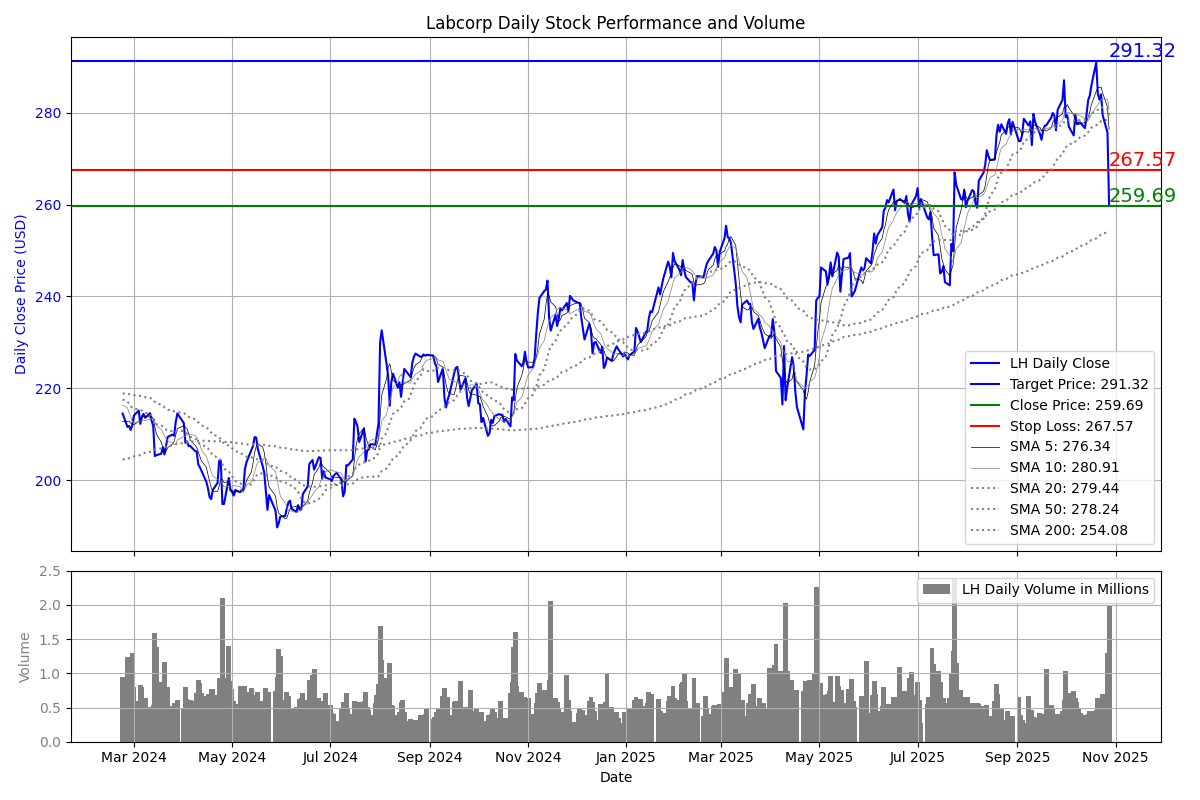 Labcorp Daily Stock Performance and Volume
291.32
280
267.57
260
259.69
240
220
200
Daily Close Price (USD)
LH Daily Close
Target Price: 291.32
Close Price: 259.69
Stop Loss: 267.57
SMA 5: 276.34
SMA 10: 280.91
SMA 20: 279.44
SMA 50: 278.24
SMA 200: 254.08
2.5
2.0
1.5
1.0
0.5
0.0
Volume
LH Daily Volume in Millions
Mar 2024 May 2024 Jul 2024 Sep 2024 Nov 2024 Jan 2025 Mar 2025 May 2025 Jul 2025 Sep 2025 Nov 2025
Date